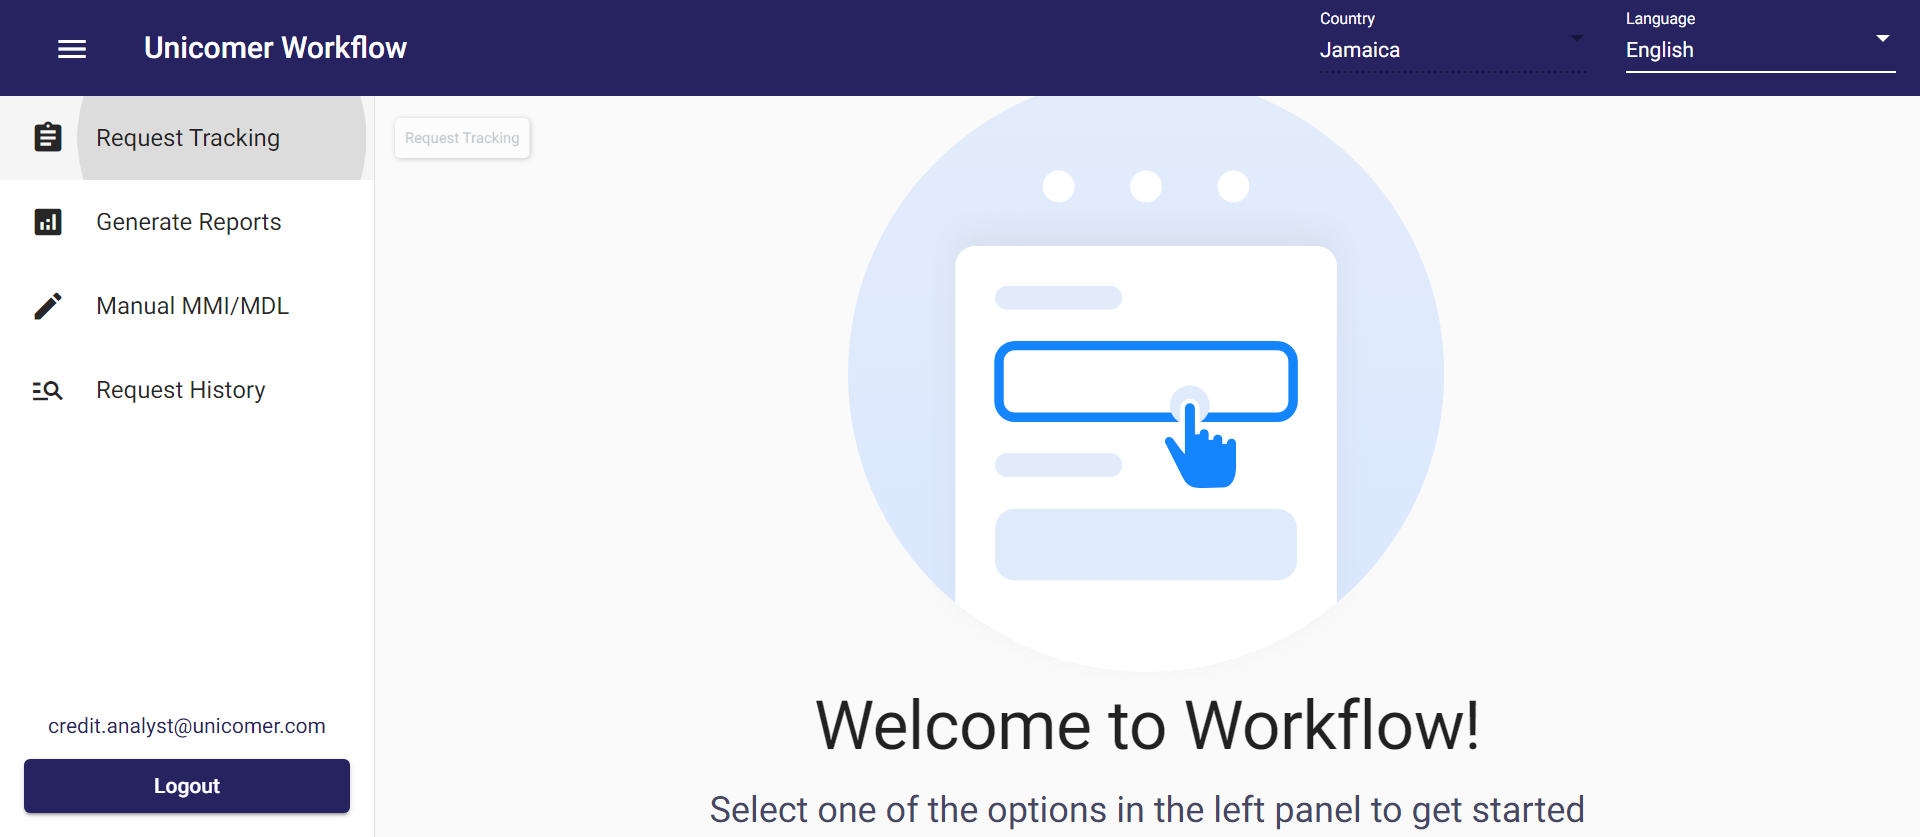 Unicomer Workflow
Country
Jamaica
Language
English
Request Tracking
Request Tracking
Generate Reports
Manual MMI/MDL
Request History
credit.analyst@unicomer.com
Logout
Welcome to Workflow!
Select one of the options in the left panel to get started